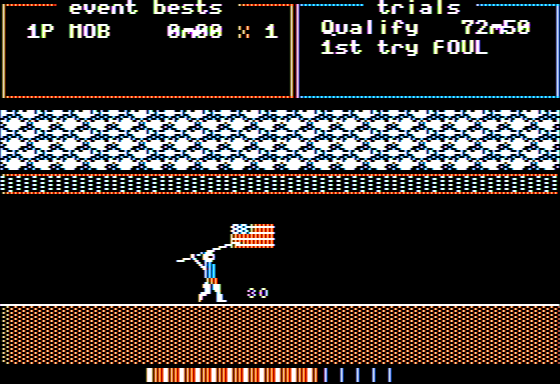 event bests
1P MOB 0m00 x 1
trials
Qualify 72m50
1st try FOUL
30